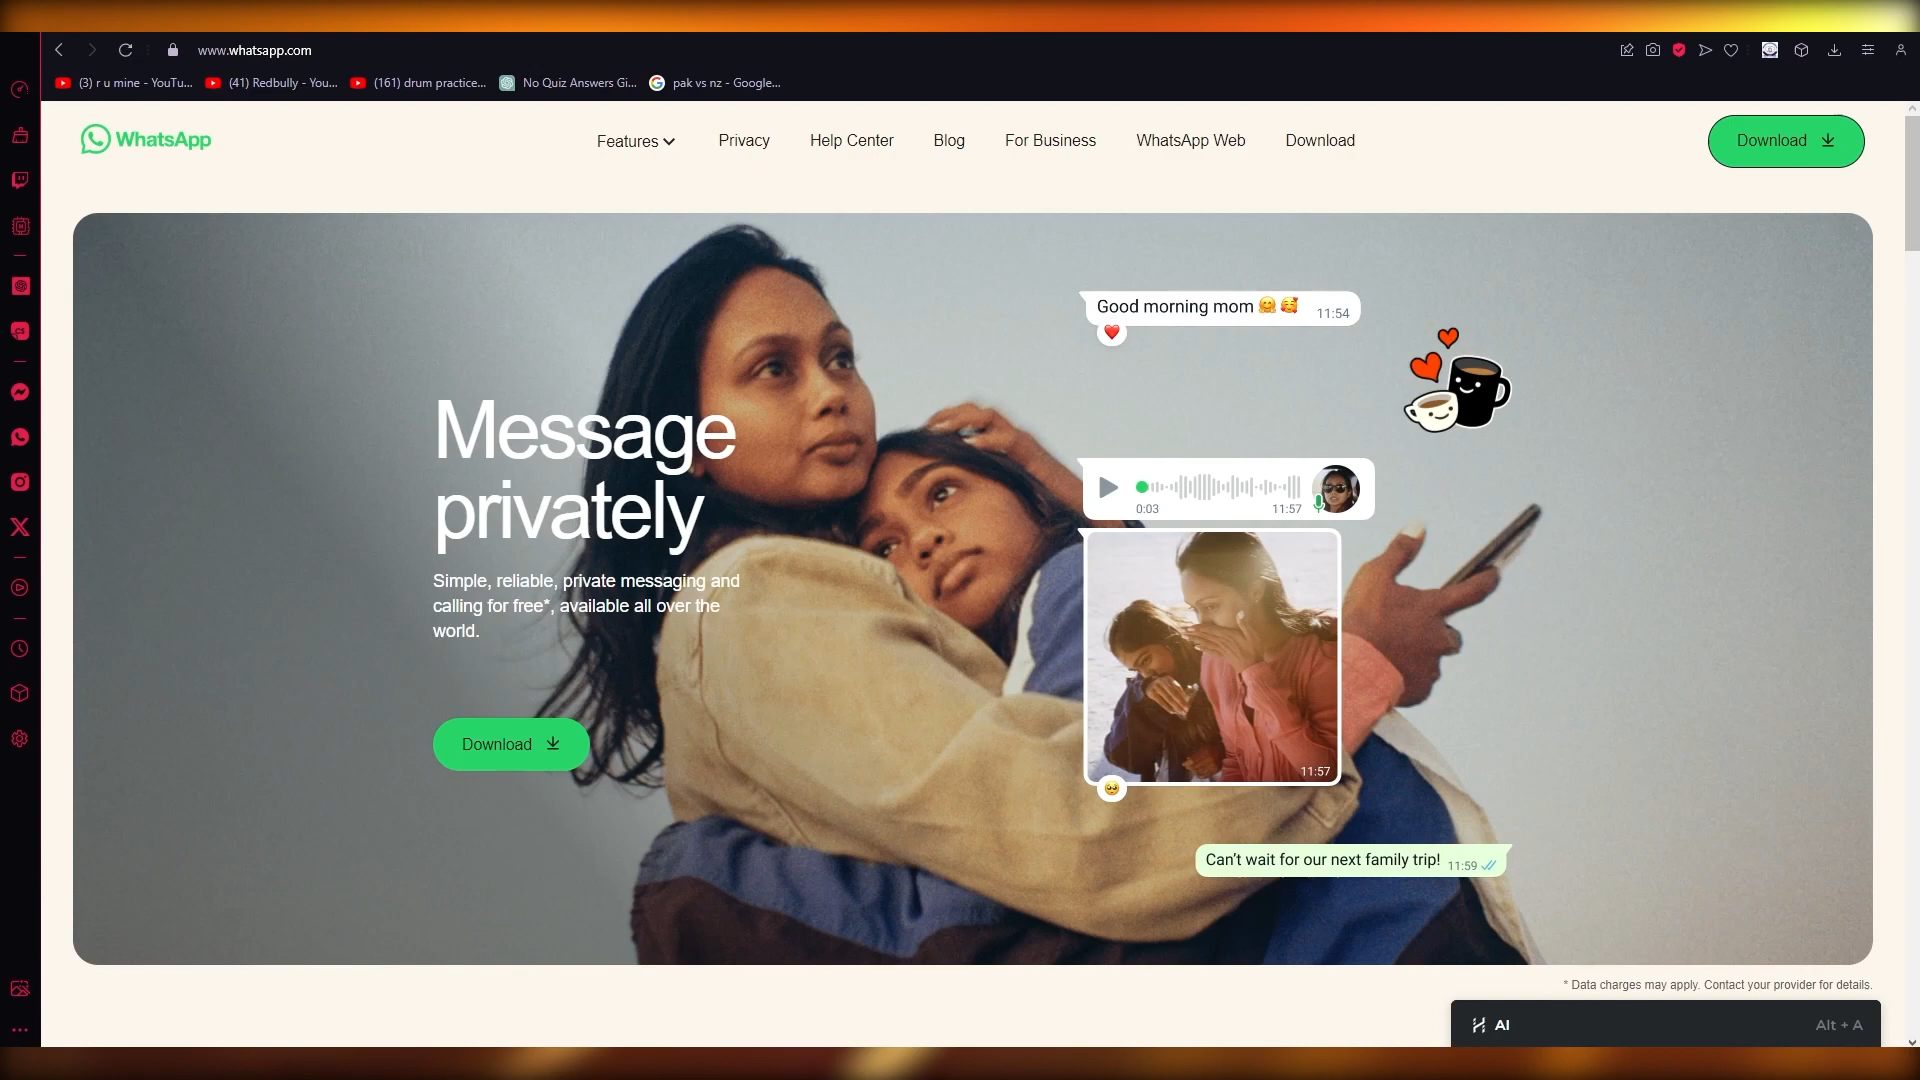 www.whatsapp.com
(3) r u mine - YouTu...
(41) Redbully - You...
(161) drum practice...
No Quiz Answers Gi...
pak vs nz - Google...
WhatsApp
Features
Privacy
Help Center
Blog
For Business
WhatsApp Web
Download
Download
Good morning mom 🤗 🥰 11:54
Message
privately
0:03 11:57
Simple, reliable, private messaging and
calling for free*, available all over the
world.
Download
11:57
Can't wait for our next family trip! 11:59
* Data charges may apply. Contact your provider for details.
AI Alt + A